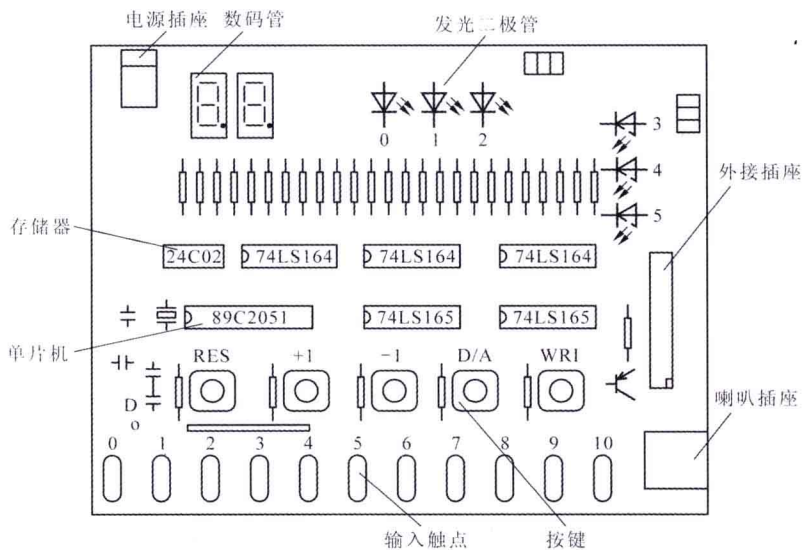 电源插座 数码管 发光二极管
0 1 2
3
4
5
外接插座
存储器
24C02 74LS164 74LS164 74LS164
89C2051 74LS165 74LS165
单片机
RES +1 −1 D/A WRI
D
o
喇叭插座
0 1 2 3 4 5 6 7 8 9 10
输入触点 按键